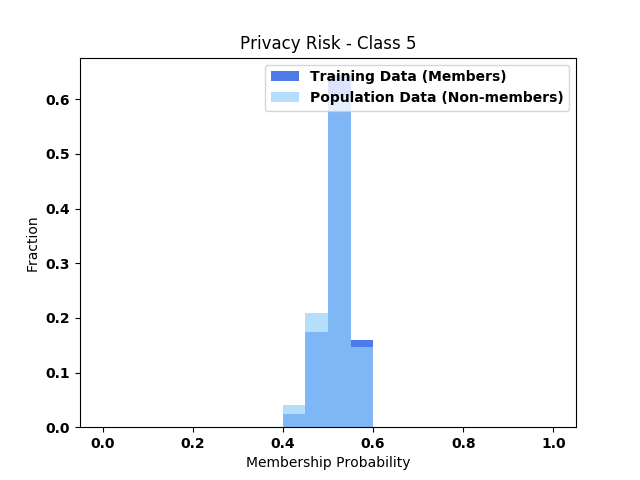 Privacy Risk - Class 5
Training Data (Members)
Population Data (Non-members)
Fraction
0.6
0.5
0.4
0.3
0.2
0.1
0.0
0.0 0.2 0.4 0.6 0.8 1.0
Membership Probability